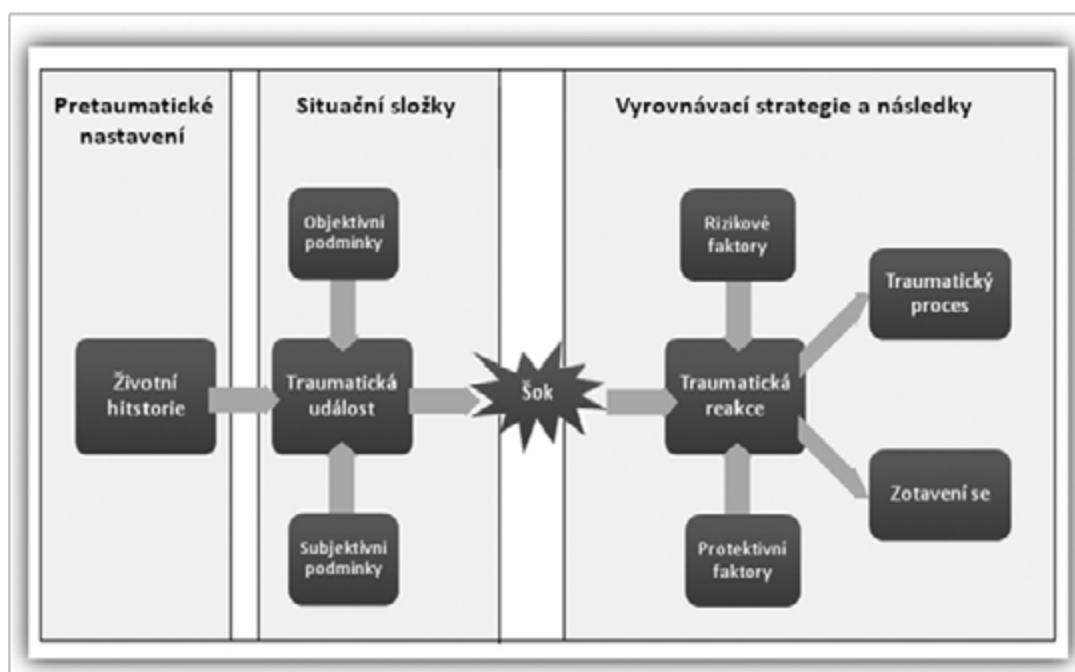 Pretaumatické
nastavení
Situační složky
Vyrovnávací strategie a následky
Objektivní
podmínky
Rizikové
faktory
Traumatický
proces
Životní
hitstorie
Traumatická
událost
Šok
Traumatická
reakce
Zotavení se
Subjektivní
podmínky
Protektivní
faktory